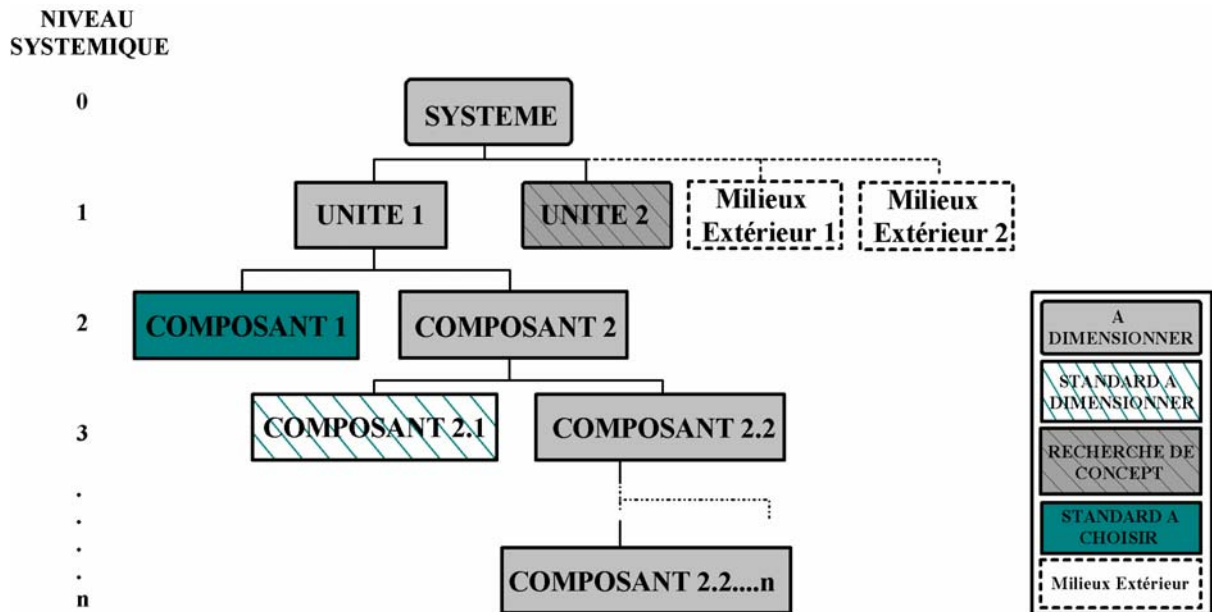 NIVEAU
SYSTEMIQUE
0
SYSTEME
1
UNITE 1
UNITE 2
Milieux
Extérieur 1
Milieux
Extérieur 2
2
COMPOSANT 1
COMPOSANT 2
3
COMPOSANT 2.1
COMPOSANT 2.2
.
.
.
.
.
n
COMPOSANT 2.2....n
A
DIMENSIONNER
STANDARD A
DIMENSIONNER
RECHERCHE DE
CONCEPT
STANDARD A
CHOISIR
Milieux Extérieur